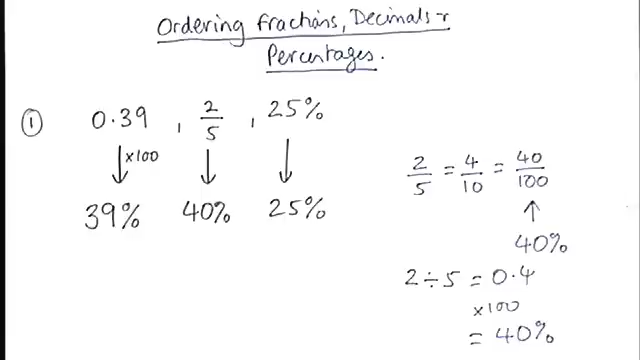 Ordering Fractions, Decimals +
Percentages.
① 0.39 , 2/5 , 25%
×100
39% 40% 25%
2/5 = 4/10 = 40/100
40%
2 ÷ 5 = 0.4
×100
= 40%